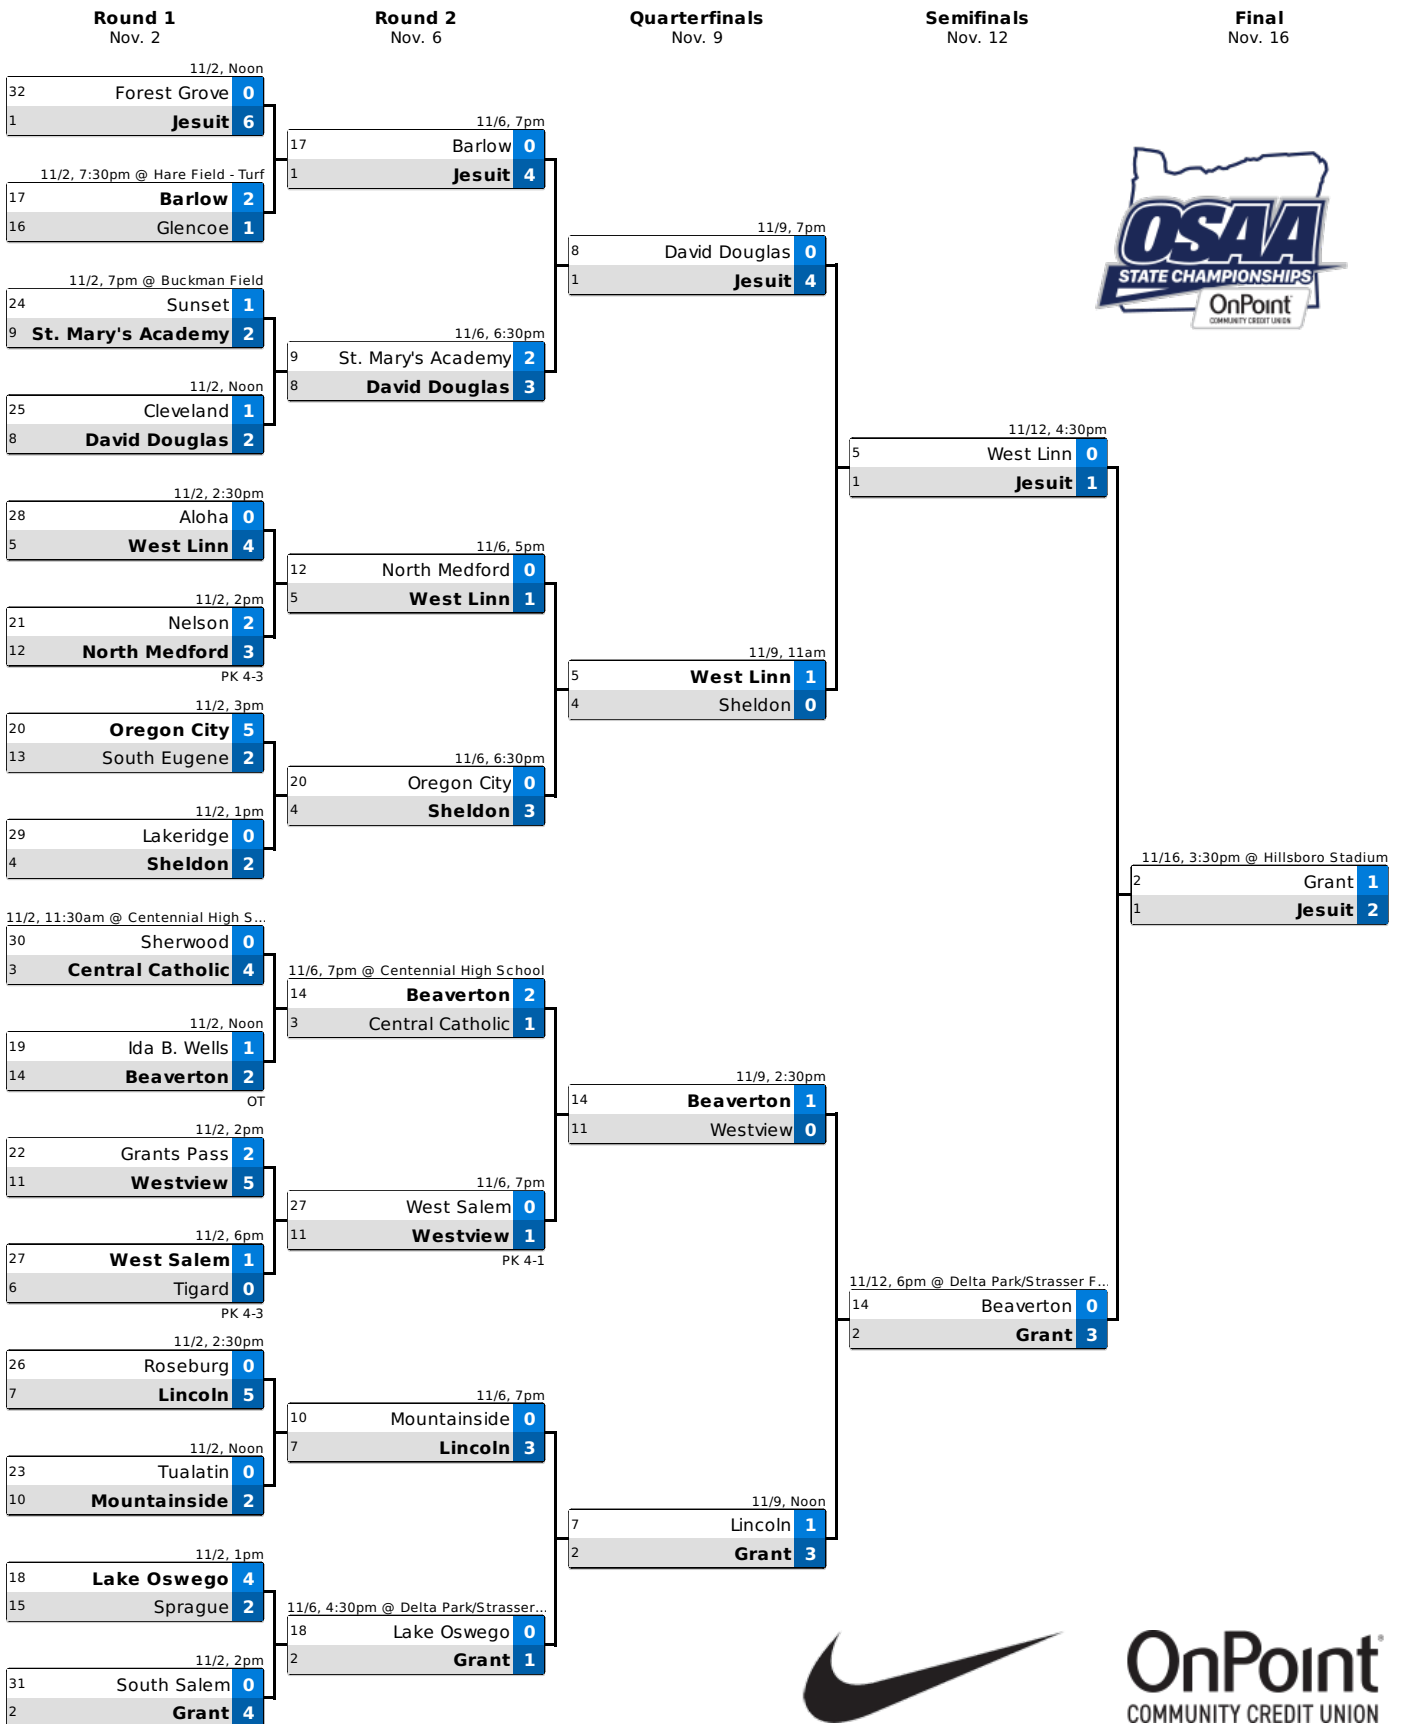 Round 1
Nov. 2
Round 2
Nov. 6
Quarterfinals
Nov. 9
Semifinals
Nov. 12
Final
Nov. 16
11/2, Noon
32 Forest Grove 0
1 Jesuit 6
11/2, 7:30pm @ Hare Field - Turf
17 Barlow 2
16 Glencoe 1
11/2, 7pm @ Buckman Field
24 Sunset 1
9 St. Mary's Academy 2
11/2, Noon
25 Cleveland 1
8 David Douglas 2
11/2, 2:30pm
28 Aloha 0
5 West Linn 4
11/2, 2pm
21 Nelson 2
12 North Medford 3
PK 4-3
11/2, 3pm
20 Oregon City 5
13 South Eugene 2
11/2, 1pm
29 Lakeridge 0
4 Sheldon 2
11/2, 11:30am @ Centennial High S...
30 Sherwood 0
3 Central Catholic 4
11/2, Noon
19 Ida B. Wells 1
14 Beaverton 2
OT
11/2, 2pm
22 Grants Pass 2
11 Westview 5
11/2, 6pm
27 West Salem 1
6 Tigard 0
PK 4-3
11/2, 2:30pm
26 Roseburg 0
7 Lincoln 5
11/2, Noon
23 Tualatin 0
10 Mountainside 2
11/2, 1pm
18 Lake Oswego 4
15 Sprague 2
11/2, 2pm
31 South Salem 0
2 Grant 4
11/6, 7pm
17 Barlow 0
1 Jesuit 4
11/6, 6:30pm
9 St. Mary's Academy 2
8 David Douglas 3
11/6, 5pm
12 North Medford 0
5 West Linn 1
11/6, 6:30pm
20 Oregon City 0
4 Sheldon 3
11/6, 7pm @ Centennial High School
14 Beaverton 2
3 Central Catholic 1
11/6, 7pm
27 West Salem 0
11 Westview 1
PK 4-1
11/6, 7pm
10 Mountainside 0
7 Lincoln 3
11/6, 4:30pm @ Delta Park/Strasser...
18 Lake Oswego 0
2 Grant 1
11/9, 7pm
8 David Douglas 0
1 Jesuit 4
11/9, 11am
5 West Linn 1
4 Sheldon 0
11/9, 2:30pm
14 Beaverton 1
11 Westview 0
11/9, Noon
7 Lincoln 1
2 Grant 3
11/12, 4:30pm
5 West Linn 0
1 Jesuit 1
11/12, 6pm @ Delta Park/Strasser F...
14 Beaverton 0
2 Grant 3
11/16, 3:30pm @ Hillsboro Stadium
2 Grant 1
1 Jesuit 2
OSAA
STATE CHAMPIONSHIPS
OnPoint
COMMUNITY CREDIT UNION
OnPoint®
COMMUNITY CREDIT UNION